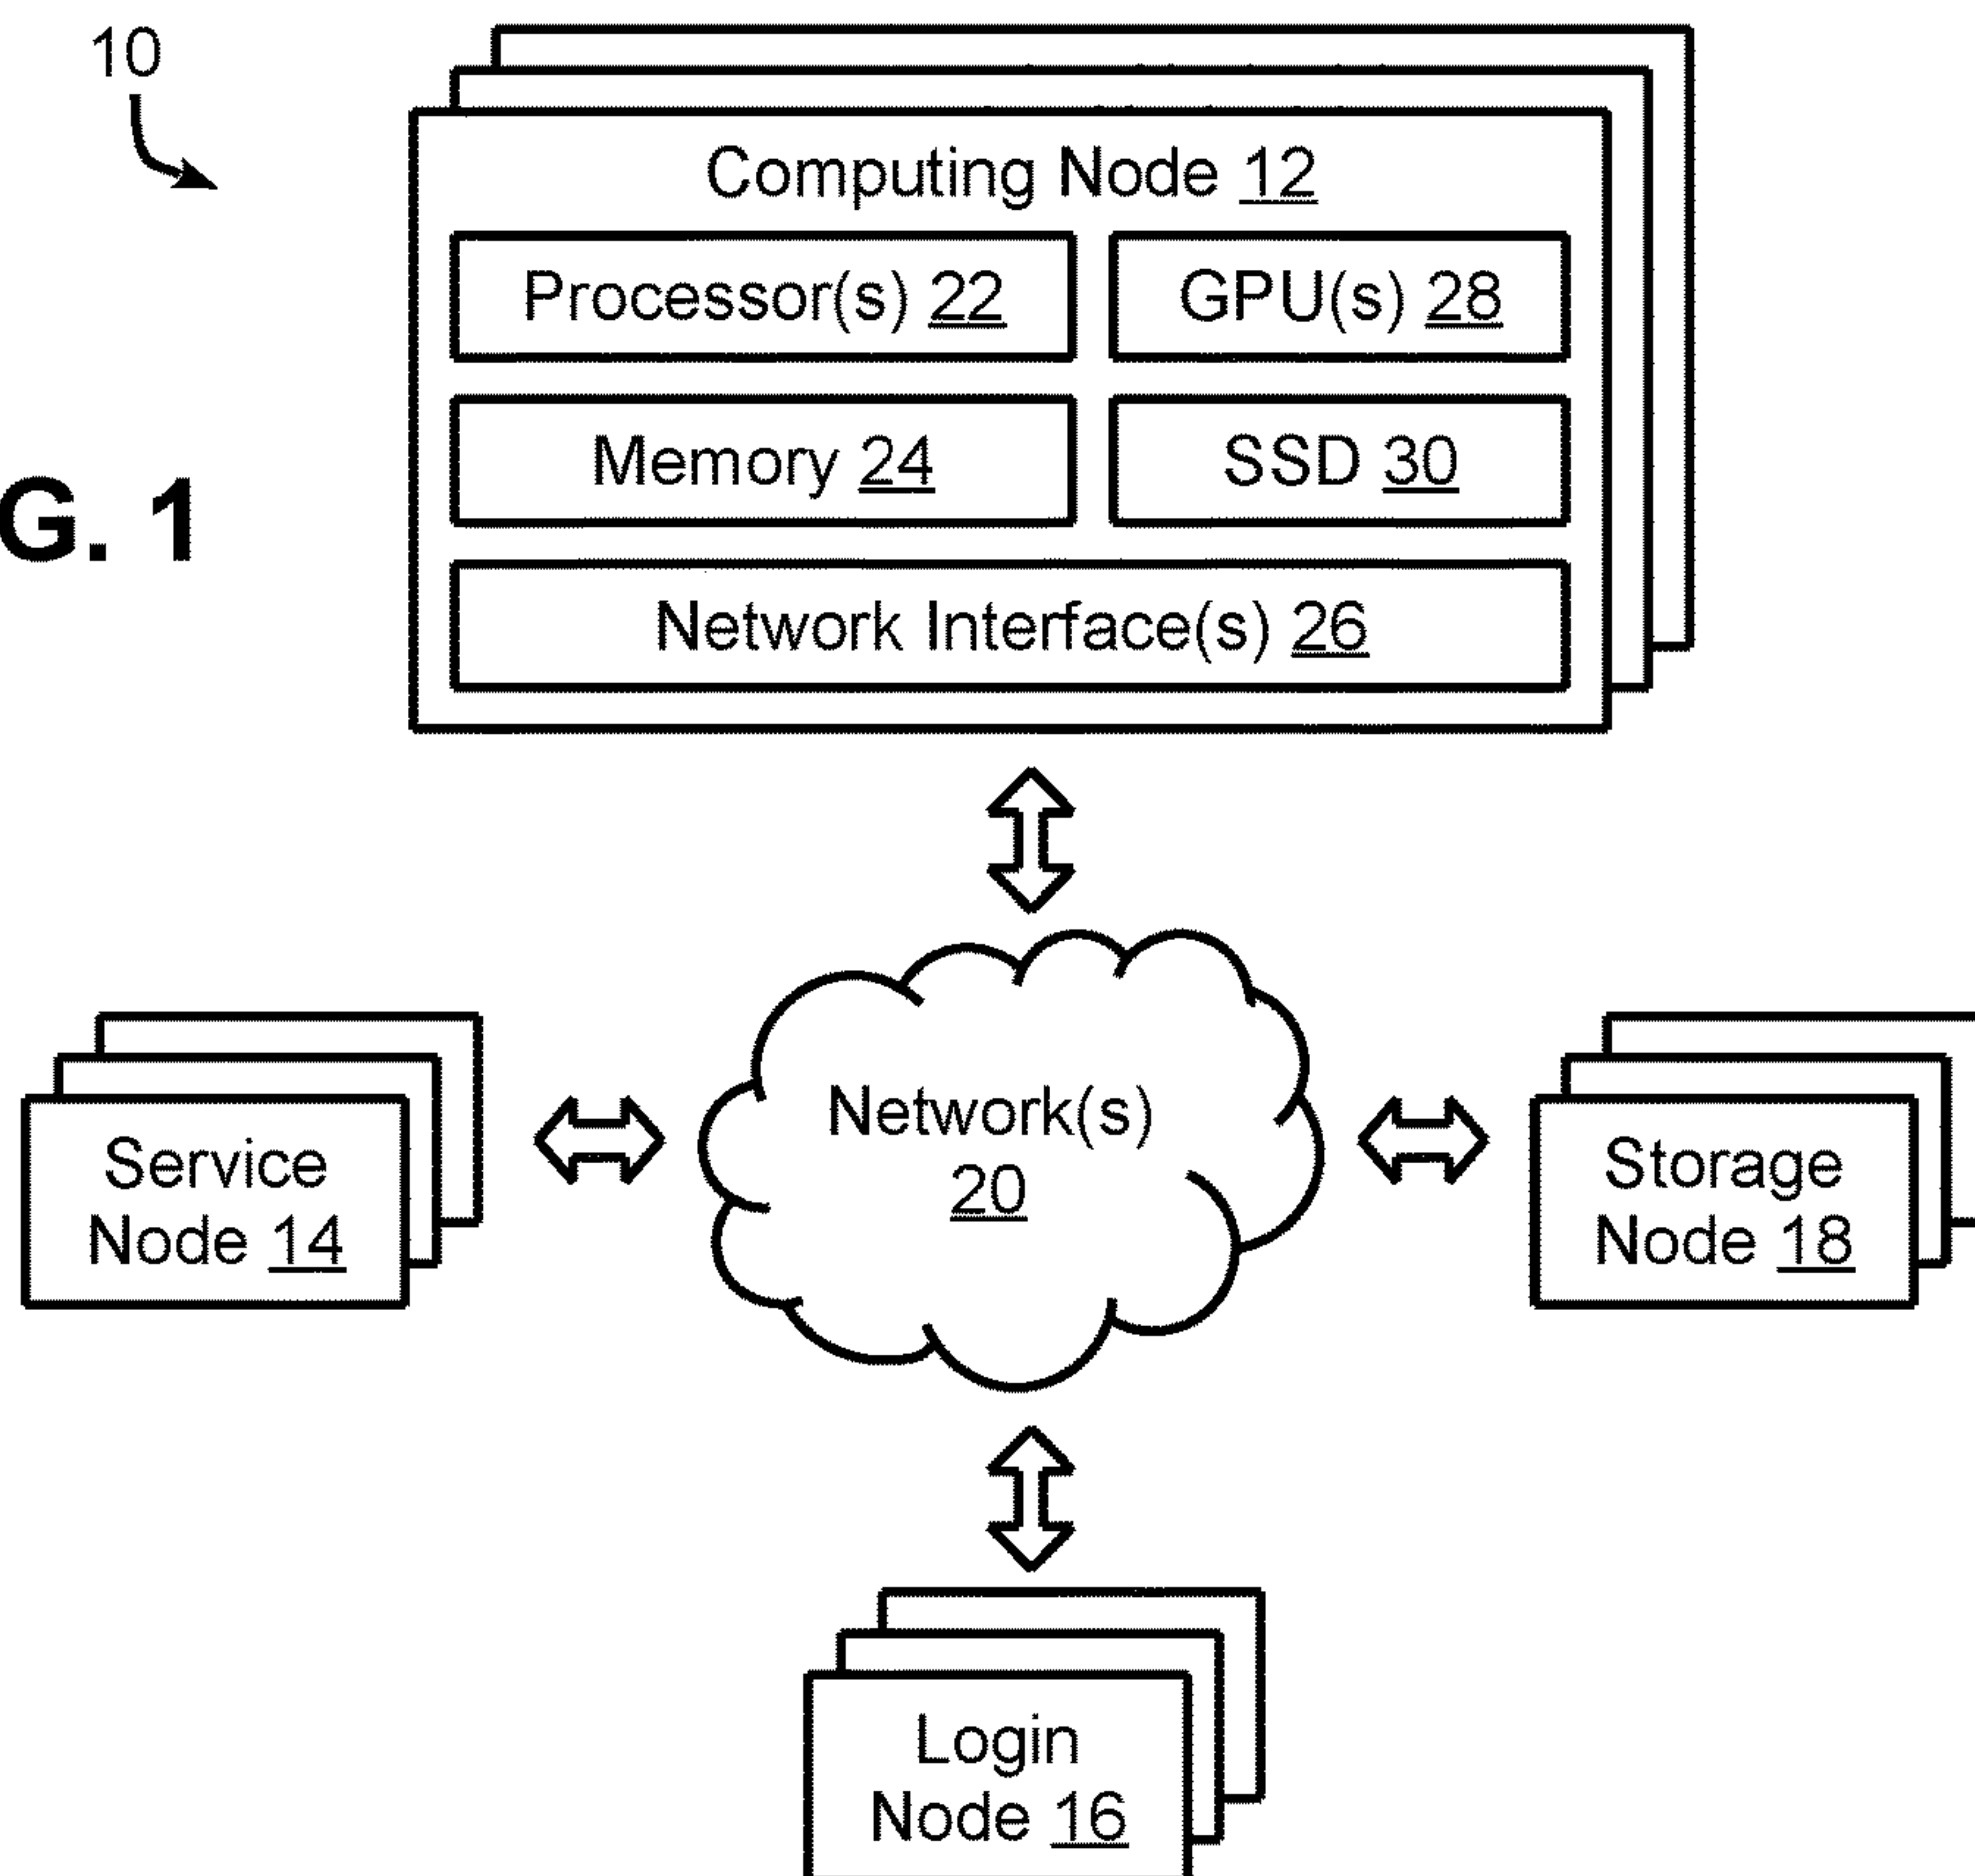 10
Computing Node 12
Processor(s) 22
GPU(s) 28
Memory 24
SSD 30
G. 1
Network Interface(s) 26
Network(s)
20
Service
Node 14
Storage
Node 18
Login
Node 16